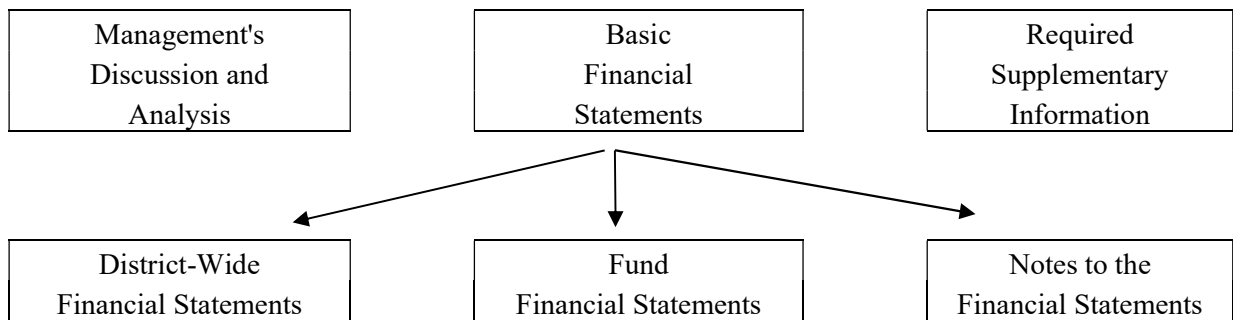 Management's
Discussion and
Analysis
Basic
Financial
Statements
Required
Supplementary
Information
District-Wide
Financial Statements
Fund
Financial Statements
Notes to the
Financial Statements